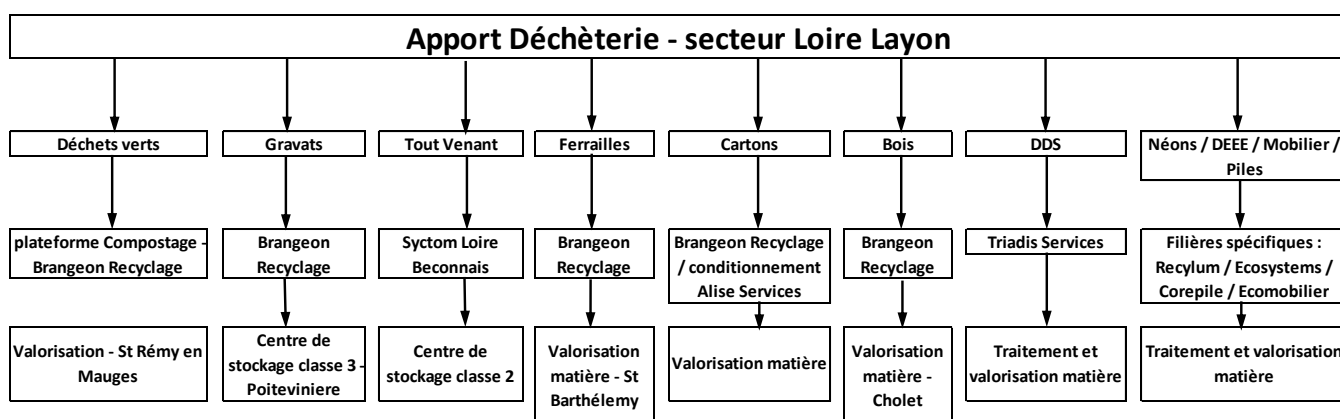 Apport Déchèterie - secteur Loire Layon
Déchets verts
Gravats
Tout Venant
Ferrailles
Cartons
Bois
DDS
Néons / DEEE / Mobilier /
Piles
plateforme Compostage -
Brangeon Recyclage
Brangeon
Recyclage
Syctom Loire
Beconnais
Brangeon
Recyclage
Brangeon Recyclage
/ conditionnement
Alise Services
Brangeon
Recyclage
Triadis Services
Filières spécifiques :
Recylum / Ecosystems /
Corepile / Ecomobilier
Valorisation - St Rémy en
Mauges
Centre de
stockage classe 3 -
Poiteviniere
Centre de
stockage classe 2
Valorisation
matière - St
Barthélemy
Valorisation matière
Valorisation
matière -
Cholet
Traitement et
valorisation matière
Traitement et valorisation
matière